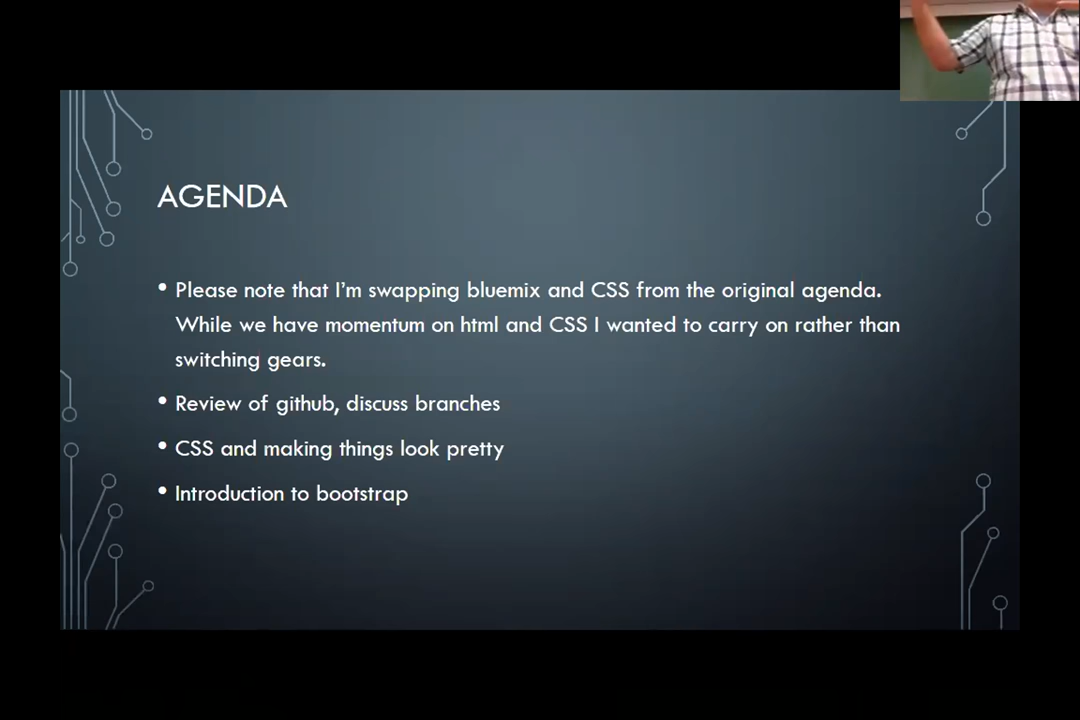 AGENDA
• Please note that I'm swapping bluemix and CSS from the original agenda.
While we have momentum on html and CSS I wanted to carry on rather than
switching gears.
• Review of github, discuss branches
• CSS and making things look pretty
• Introduction to bootstrap